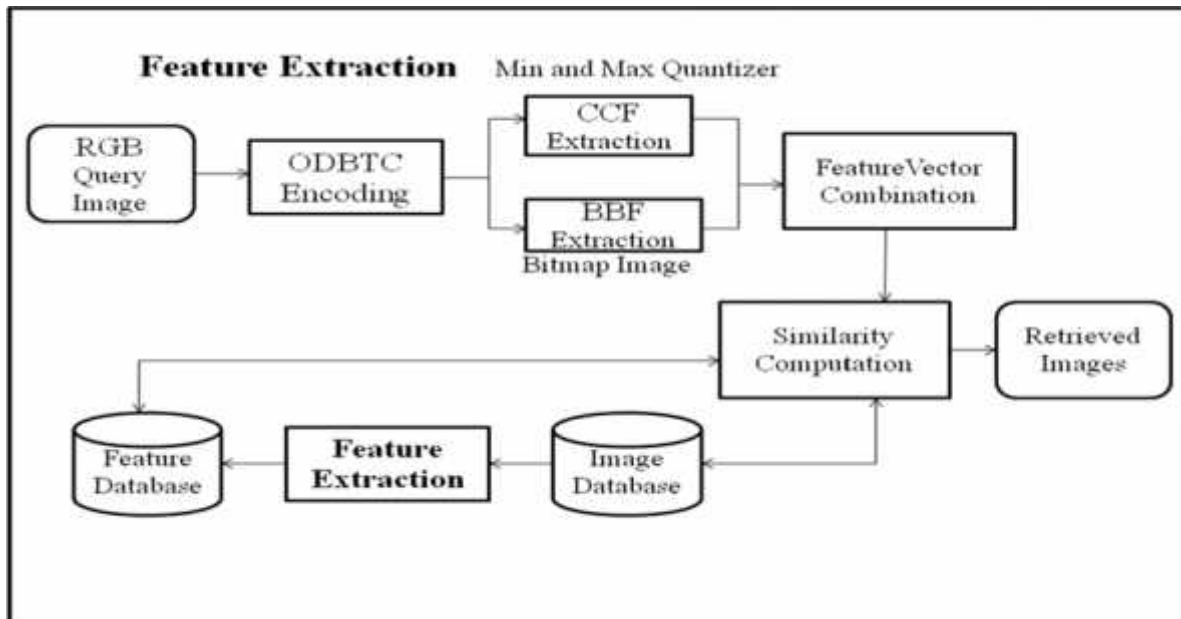 Feature Extraction
Min and Max Quantizer
RGB
Query
Image
ODBTC
Encoding
CCF
Extraction
BBF
Extraction
Bitmap Image
FeatureVector
Combination
Similarity
Computation
Retrieved
Images
Feature
Database
Feature
Extraction
Image
Database